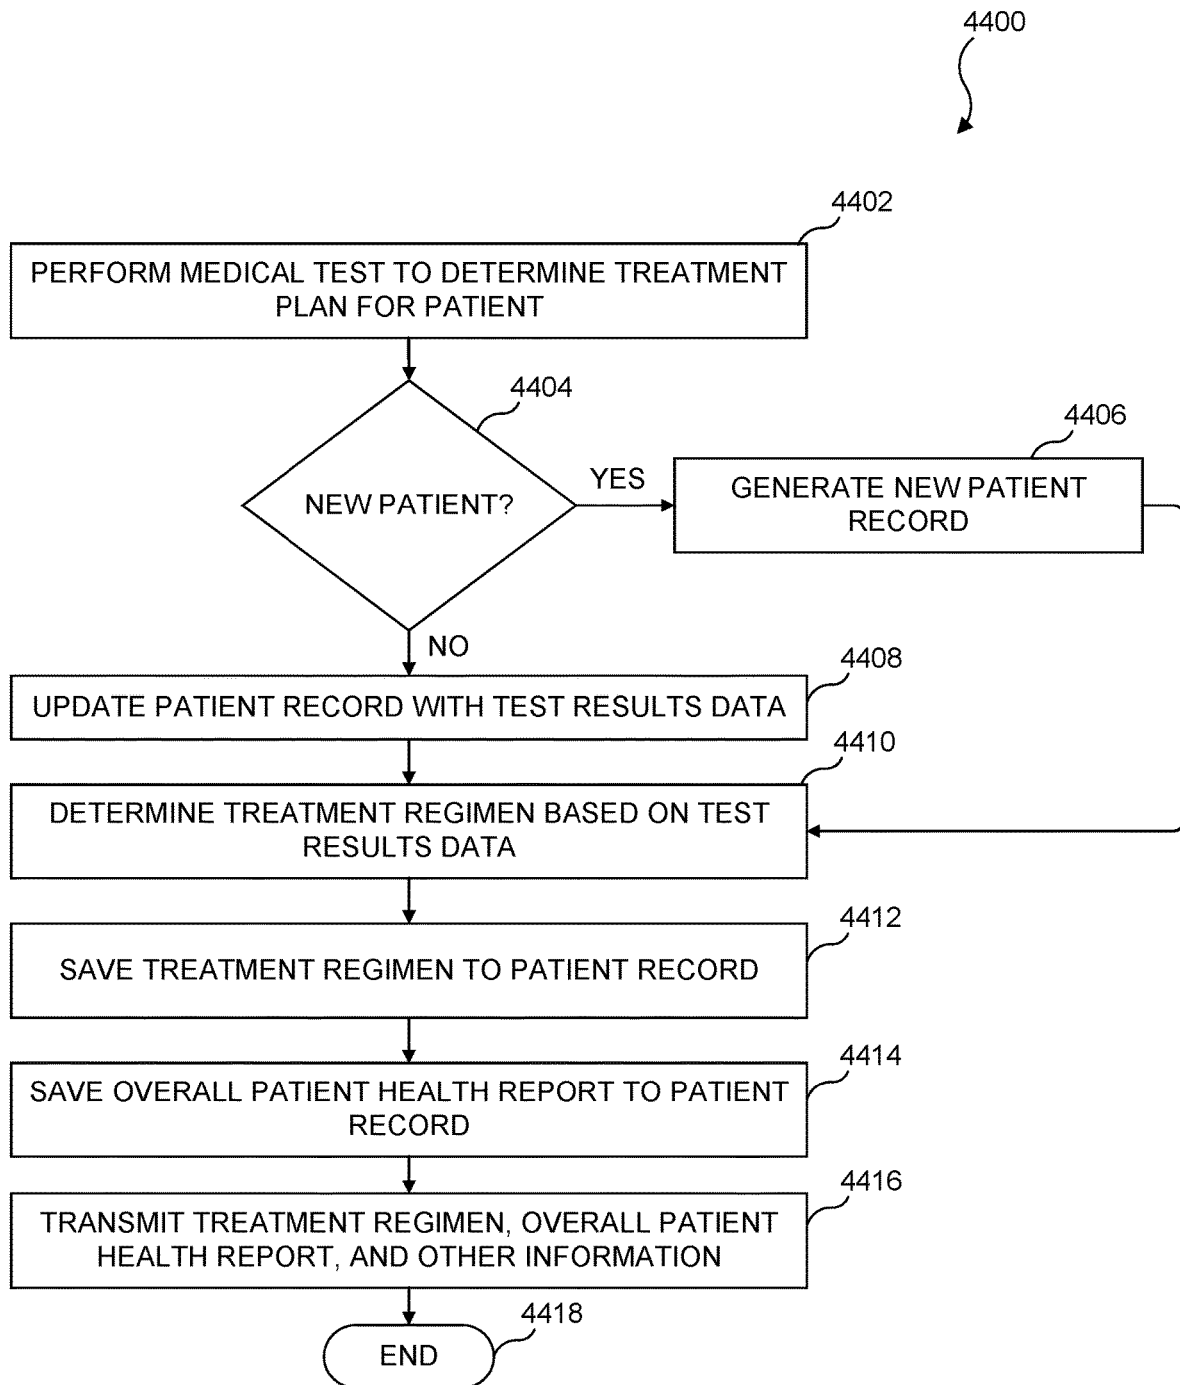 4400
4402
PERFORM MEDICAL TEST TO DETERMINE TREATMENT
PLAN FOR PATIENT
4404
NEW PATIENT?
YES
4406
GENERATE NEW PATIENT
RECORD
NO
4408
UPDATE PATIENT RECORD WITH TEST RESULTS DATA
4410
DETERMINE TREATMENT REGIMEN BASED ON TEST
RESULTS DATA
4412
SAVE TREATMENT REGIMEN TO PATIENT RECORD
4414
SAVE OVERALL PATIENT HEALTH REPORT TO PATIENT
RECORD
4416
TRANSMIT TREATMENT REGIMEN, OVERALL PATIENT
HEALTH REPORT, AND OTHER INFORMATION
4418
END